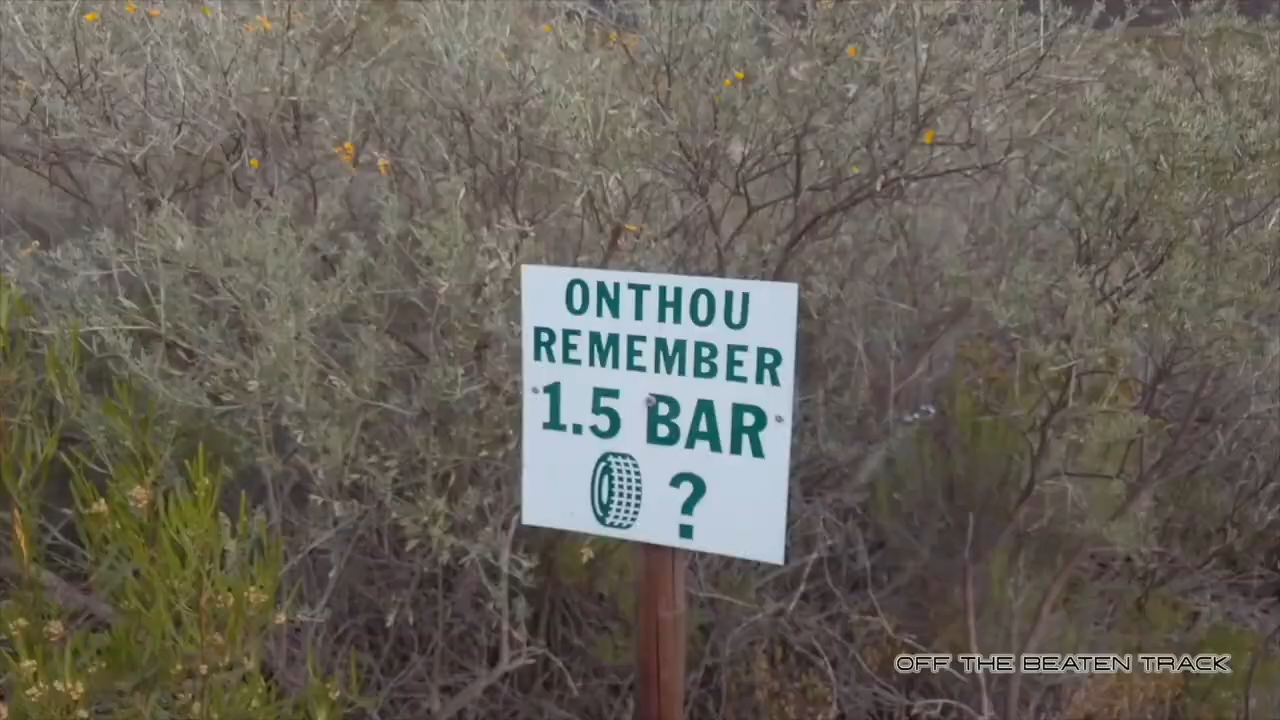 ONTHOU
REMEMBER
1.5 BAR
?
OFF THE BEATEN TRACK